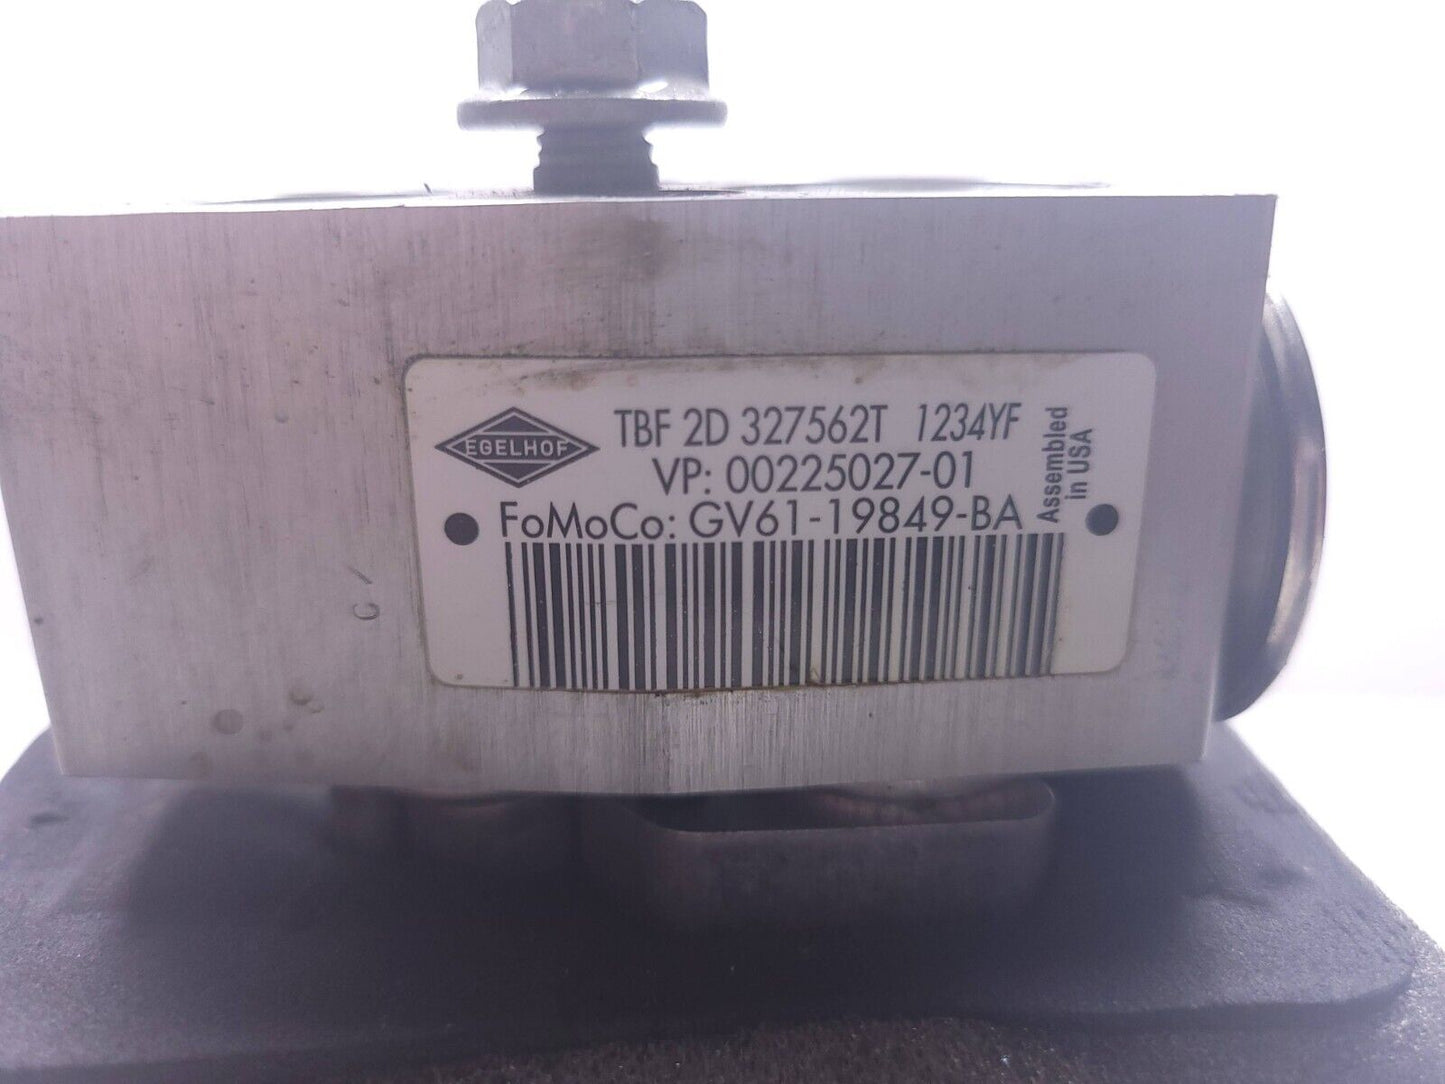 EGELHOF
TBF 2D 327562T 1234YF
VP: 00225027-01
FoMoCo: GV61-19849-BA
Assembled
in USA